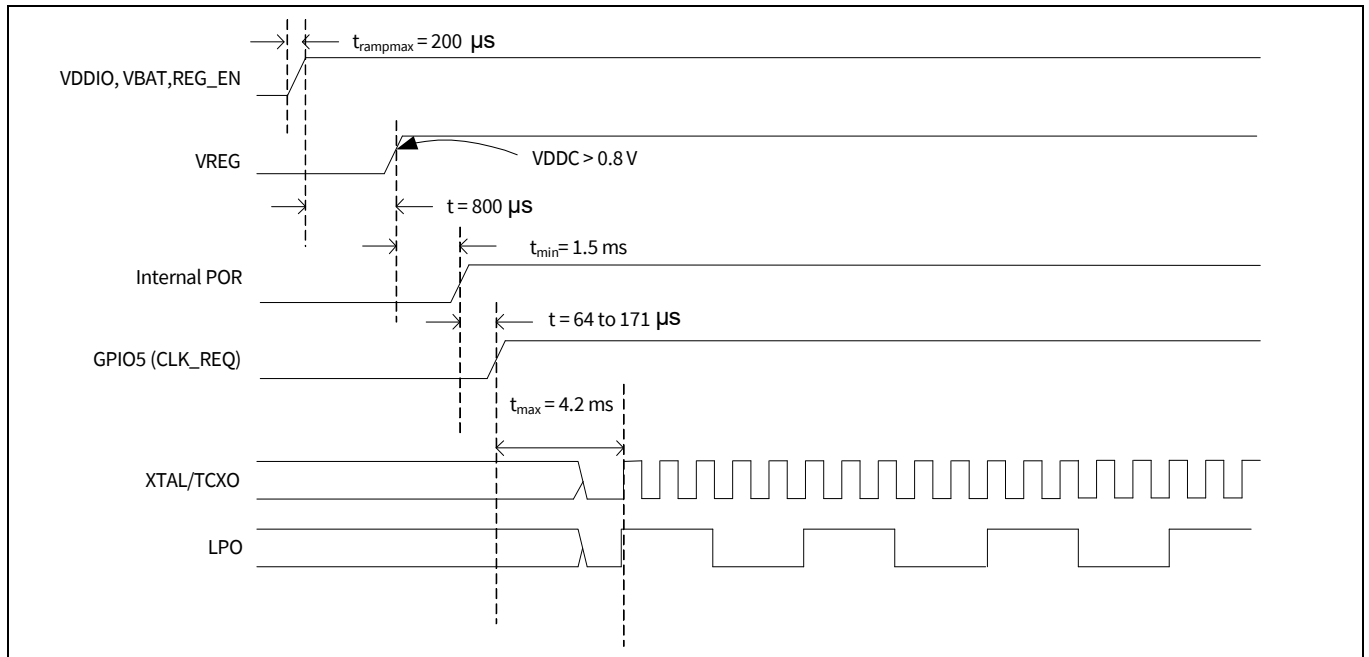 t_rampmax = 200 µs
VDDIO, VBAT,REG_EN
VREG
VDDC > 0.8 V
t = 800 µs
t_min= 1.5 ms
Internal POR
t = 64 to 171 µs
GPIO5 (CLK_REQ)
t_max = 4.2 ms
XTAL/TCXO
LPO